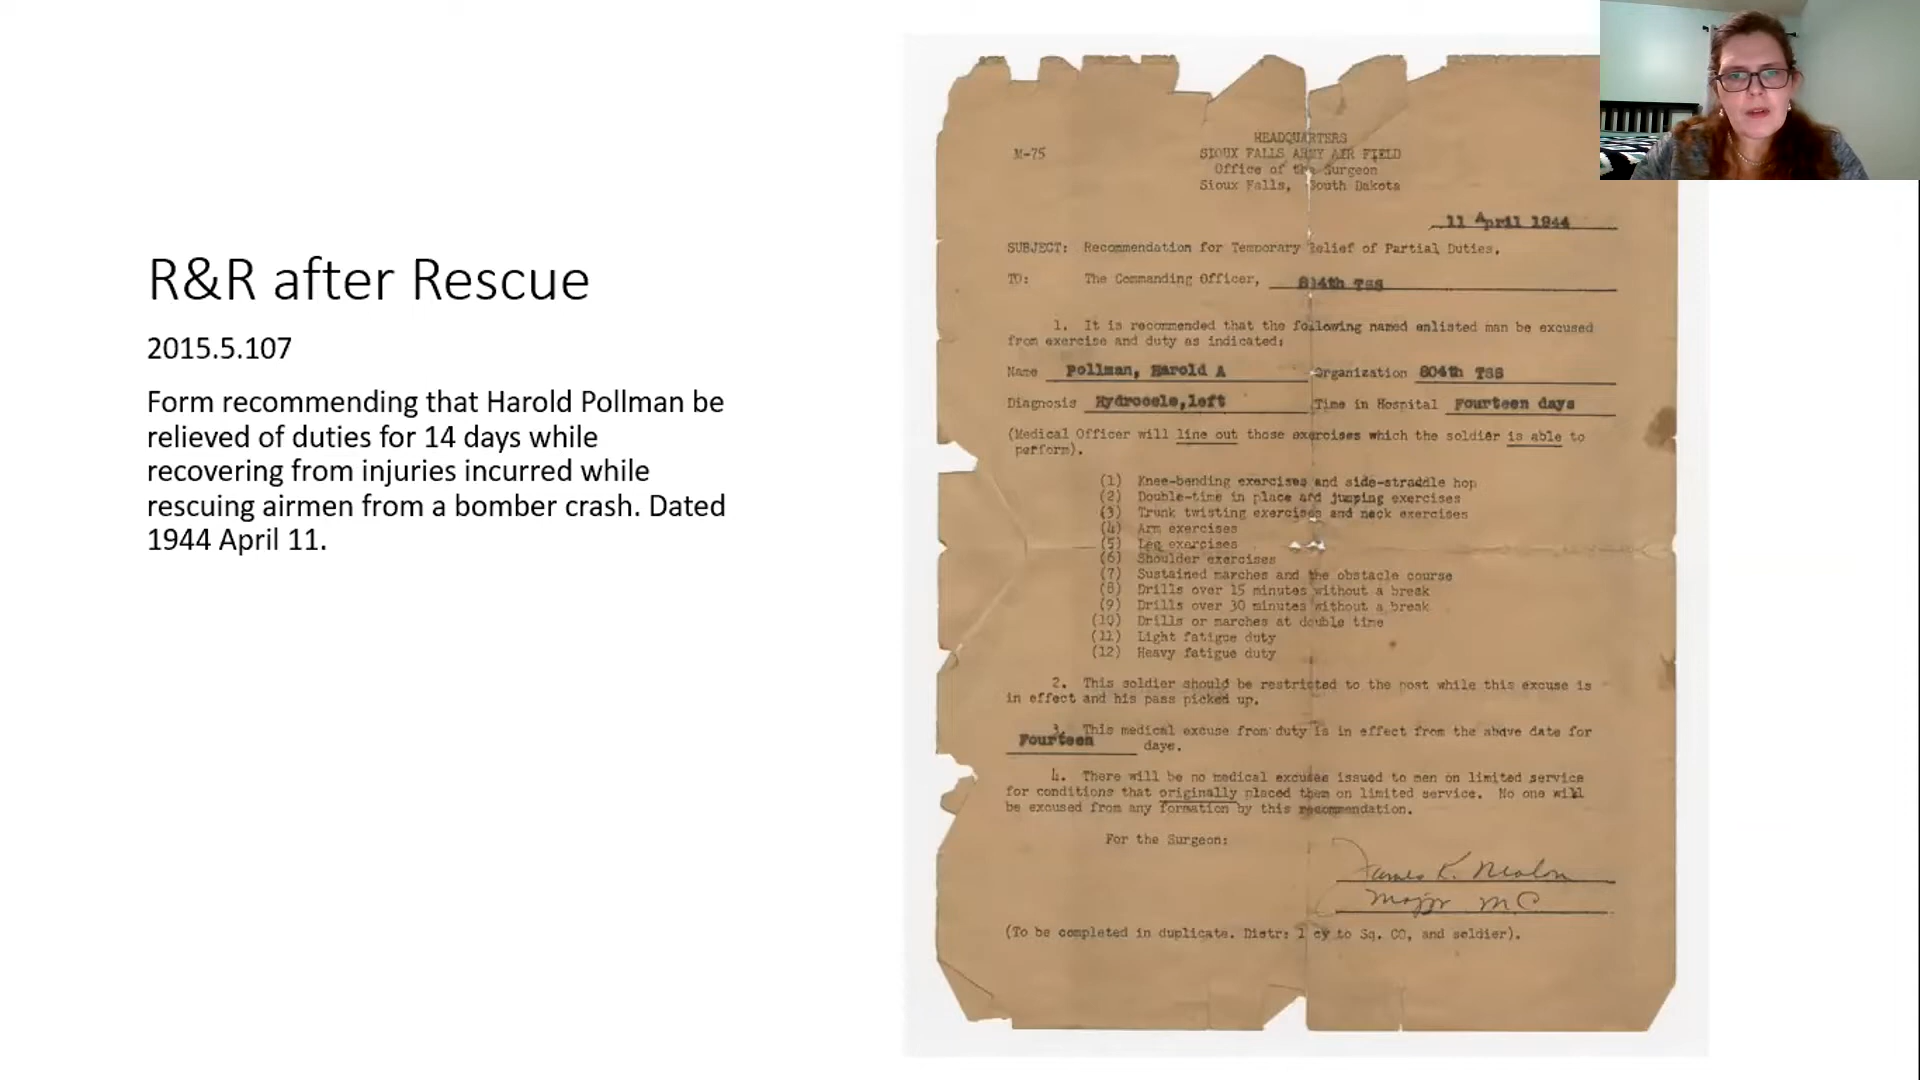 R&R after Rescue
2015.5.107
Form recommending that Harold Pollman be
relieved of duties for 14 days while
recovering from injuries incurred while
rescuing airmen from a bomber crash. Dated
1944 April 11.
HEADQUARTERS
M-75
SIOUX FALLS ARMY AIR FIELD
Office of the Surgeon
Sioux Falls, South Dakota
11 April 1944
SUBJECT: Recommendation for Temporary Relief of Partial Duties.
TO: The Commanding Officer, 804th TSS
1. It is recommended that the following named enlisted man be excused
from exercise and duty as indicated:
Name Pollman, Harold A Organization 804th TSS
Diagnosis Hydrocele,left Time in Hospital Fourteen days
(Medical Officer will line out those exercises which the soldier is able to
perform).
(1) Knee-bending exercises and side-straddle hop
(2) Double-time in place and jumping exercises
(3) Trunk twisting exercises and neck exercises
(4) Arm exercises
(5) Leg exercises
(6) Shoulder exercises
(7) Sustained marches and the obstacle course
(8) Drills over 15 minutes without a break
(9) Drills over 30 minutes without a break
(10) Drills or marches at double time
(11) Light fatigue duty
(12) Heavy fatigue duty
2. This soldier should be restricted to the post while this excuse is
in effect and his pass picked up.
3. This medical excuse from duty is in effect from the above date for
Fourteen days.
4. There will be no medical excuses issued to men on limited service
for conditions that originally placed them on limited service. No one will
be excused from any formation by this recommendation.
For the Surgeon:
James K. Nealon
Major MC
(To be completed in duplicate. Distr: 1 cy to Sq. CO, and soldier).